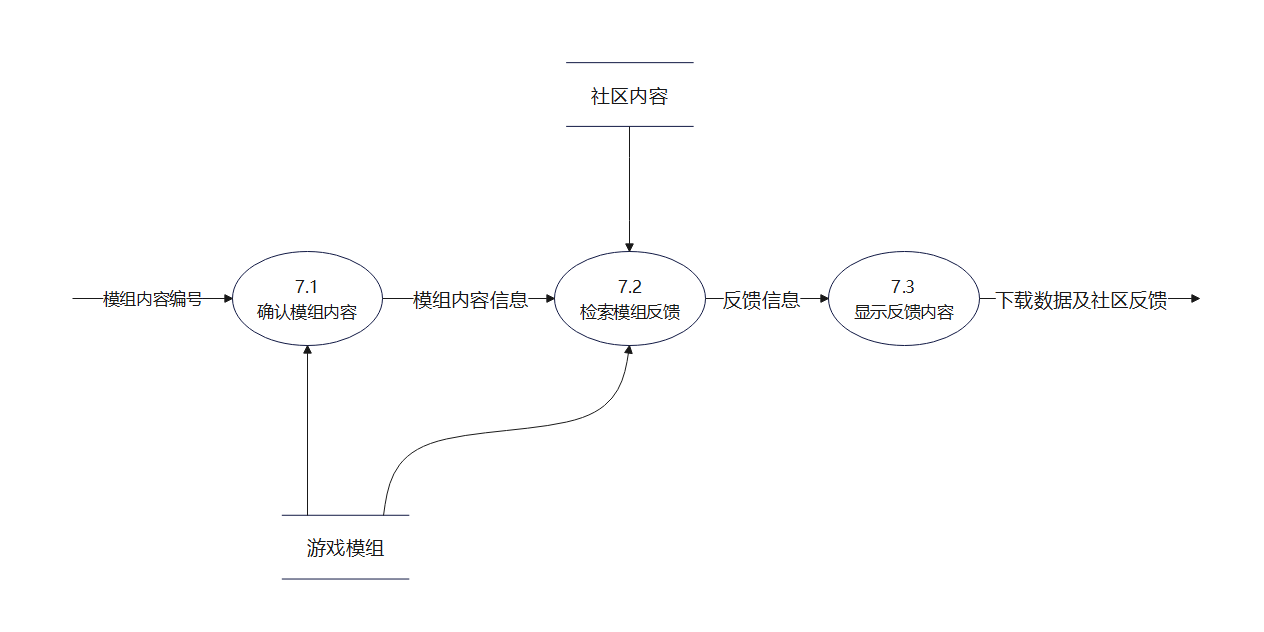 社区内容
模组内容编号
7.1
确认模组内容
模组内容信息
7.2
检索模组反馈
反馈信息
7.3
显示反馈内容
下载数据及社区反馈
游戏模组